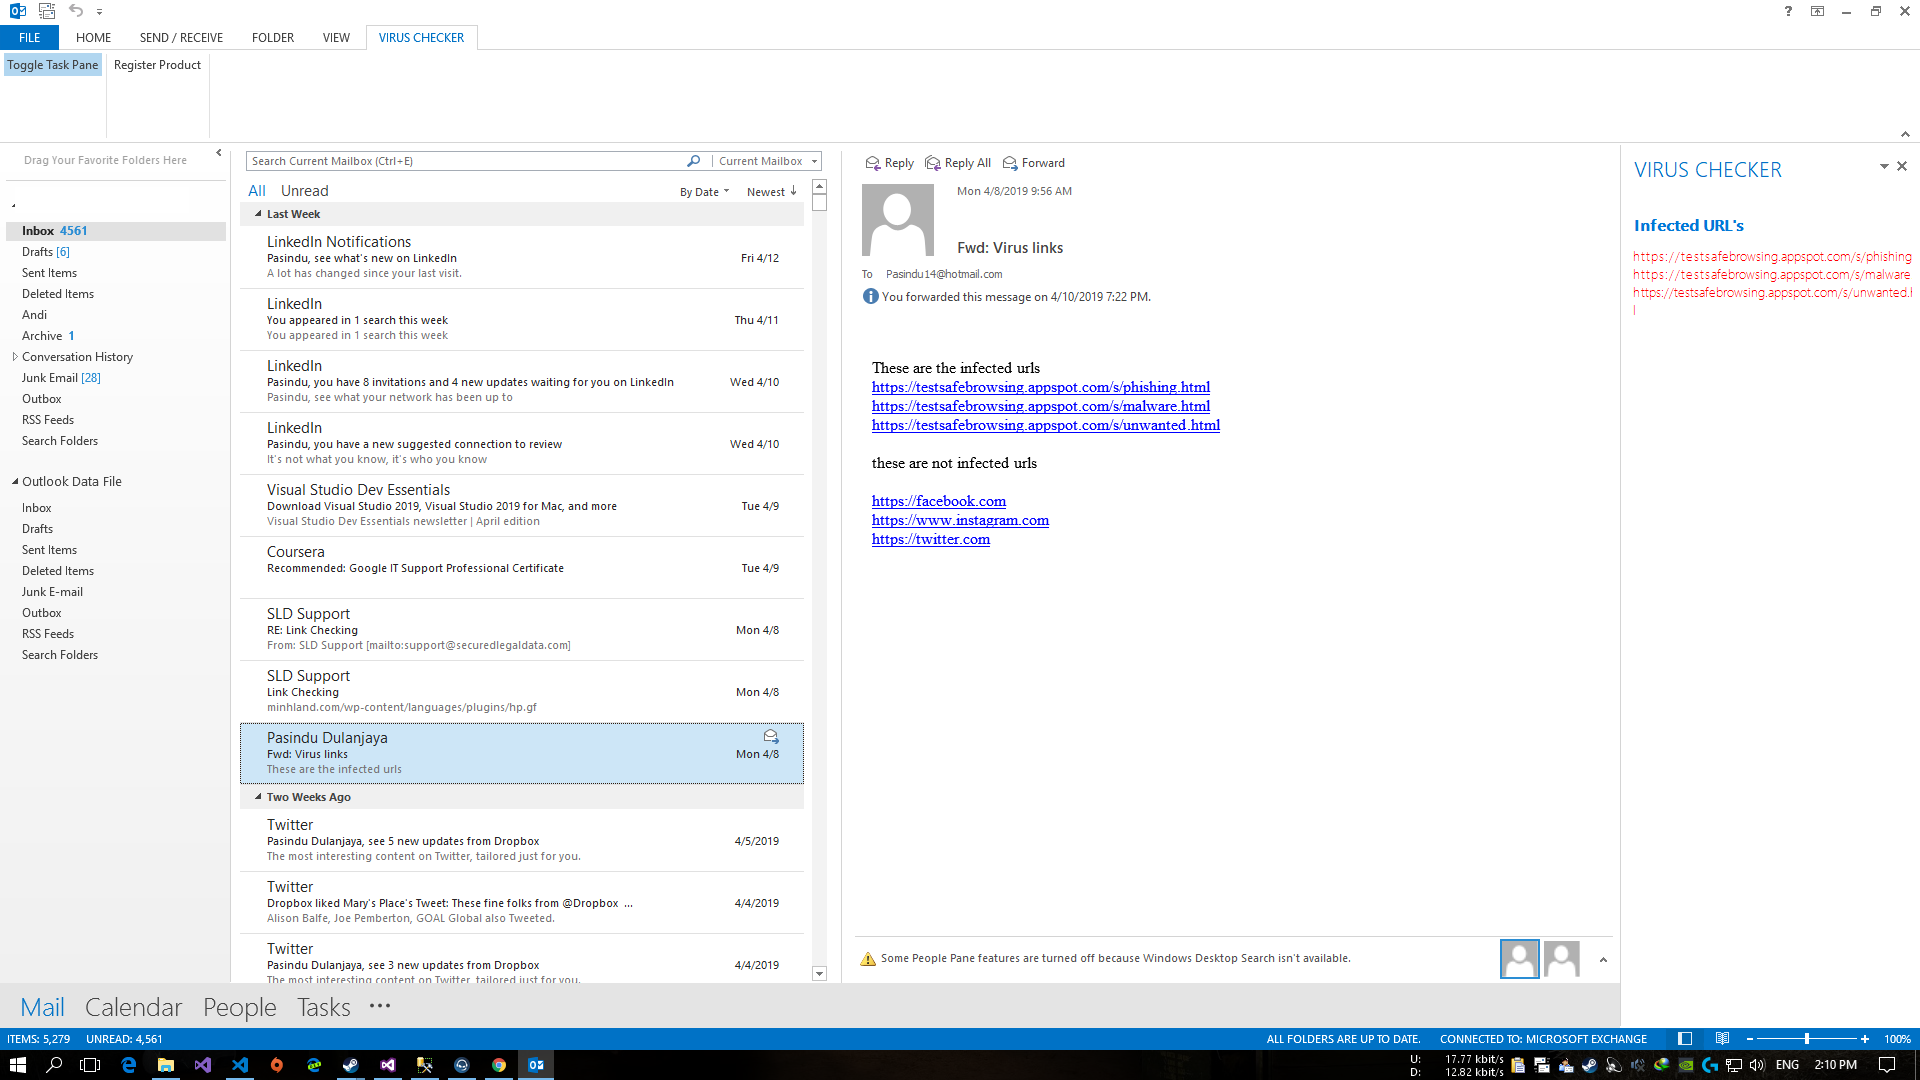 ?
FILE
HOME
SEND / RECEIVE
FOLDER
VIEW
VIRUS CHECKER
Toggle Task Pane
Register Product
Drag Your Favorite Folders Here
Inbox 4561
Drafts [6]
Sent Items
Deleted Items
Andi
Archive 1
Conversation History
Junk Email [28]
Outbox
RSS Feeds
Search Folders
Outlook Data File
Inbox
Drafts
Sent Items
Deleted Items
Junk E-mail
Outbox
RSS Feeds
Search Folders
Search Current Mailbox (Ctrl+E)
Current Mailbox
All Unread
By Date Newest
Last Week
LinkedIn Notifications
Pasindu, see what's new on LinkedIn Fri 4/12
A lot has changed since your last visit.
LinkedIn
You appeared in 1 search this week Thu 4/11
You appeared in 1 search this week
LinkedIn
Pasindu, you have 8 invitations and 4 new updates waiting for you on LinkedIn Wed 4/10
Pasindu, see what your network has been up to
LinkedIn
Pasindu, you have a new suggested connection to review Wed 4/10
It's not what you know, it's who you know
Visual Studio Dev Essentials
Download Visual Studio 2019, Visual Studio 2019 for Mac, and more Tue 4/9
Visual Studio Dev Essentials newsletter | April edition
Coursera
Recommended: Google IT Support Professional Certificate Tue 4/9
SLD Support
RE: Link Checking Mon 4/8
From: SLD Support [mailto:support@securedlegaldata.com]
SLD Support
Link Checking Mon 4/8
minhland.com/wp-content/languages/plugins/hp.gf
Pasindu Dulanjaya
Fwd: Virus links Mon 4/8
These are the infected urls
Two Weeks Ago
Twitter
Pasindu Dulanjaya, see 5 new updates from Dropbox 4/5/2019
The most interesting content on Twitter, tailored just for you.
Twitter
Dropbox liked Mary's Place's Tweet: These fine folks from @Dropbox ... 4/4/2019
Alison Balfe, Joe Pemberton, GOAL Global also Tweeted.
Twitter
Pasindu Dulanjaya, see 3 new updates from Dropbox 4/4/2019
The most interesting content on Twitter, tailored just for you.
Reply Reply All Forward
Mon 4/8/2019 9:56 AM
Fwd: Virus links
To Pasindu14@hotmail.com
You forwarded this message on 4/10/2019 7:22 PM.
These are the infected urls
https://testsafebrowsing.appspot.com/s/phishing.html
https://testsafebrowsing.appspot.com/s/malware.html
https://testsafebrowsing.appspot.com/s/unwanted.html
these are not infected urls
https://facebook.com
https://www.instagram.com
https://twitter.com
Some People Pane features are turned off because Windows Desktop Search isn't available.
VIRUS CHECKER
Infected URL's
https://testsafebrowsing.appspot.com/s/phishing
https://testsafebrowsing.appspot.com/s/malware
https://testsafebrowsing.appspot.com/s/unwanted.h
l
Mail Calendar People Tasks ...
ITEMS: 5,279 UNREAD: 4,561
ALL FOLDERS ARE UP TO DATE. CONNECTED TO: MICROSOFT EXCHANGE
100%
U: 17.77 kbit/s
D: 12.82 kbit/s
ENG 2:10 PM